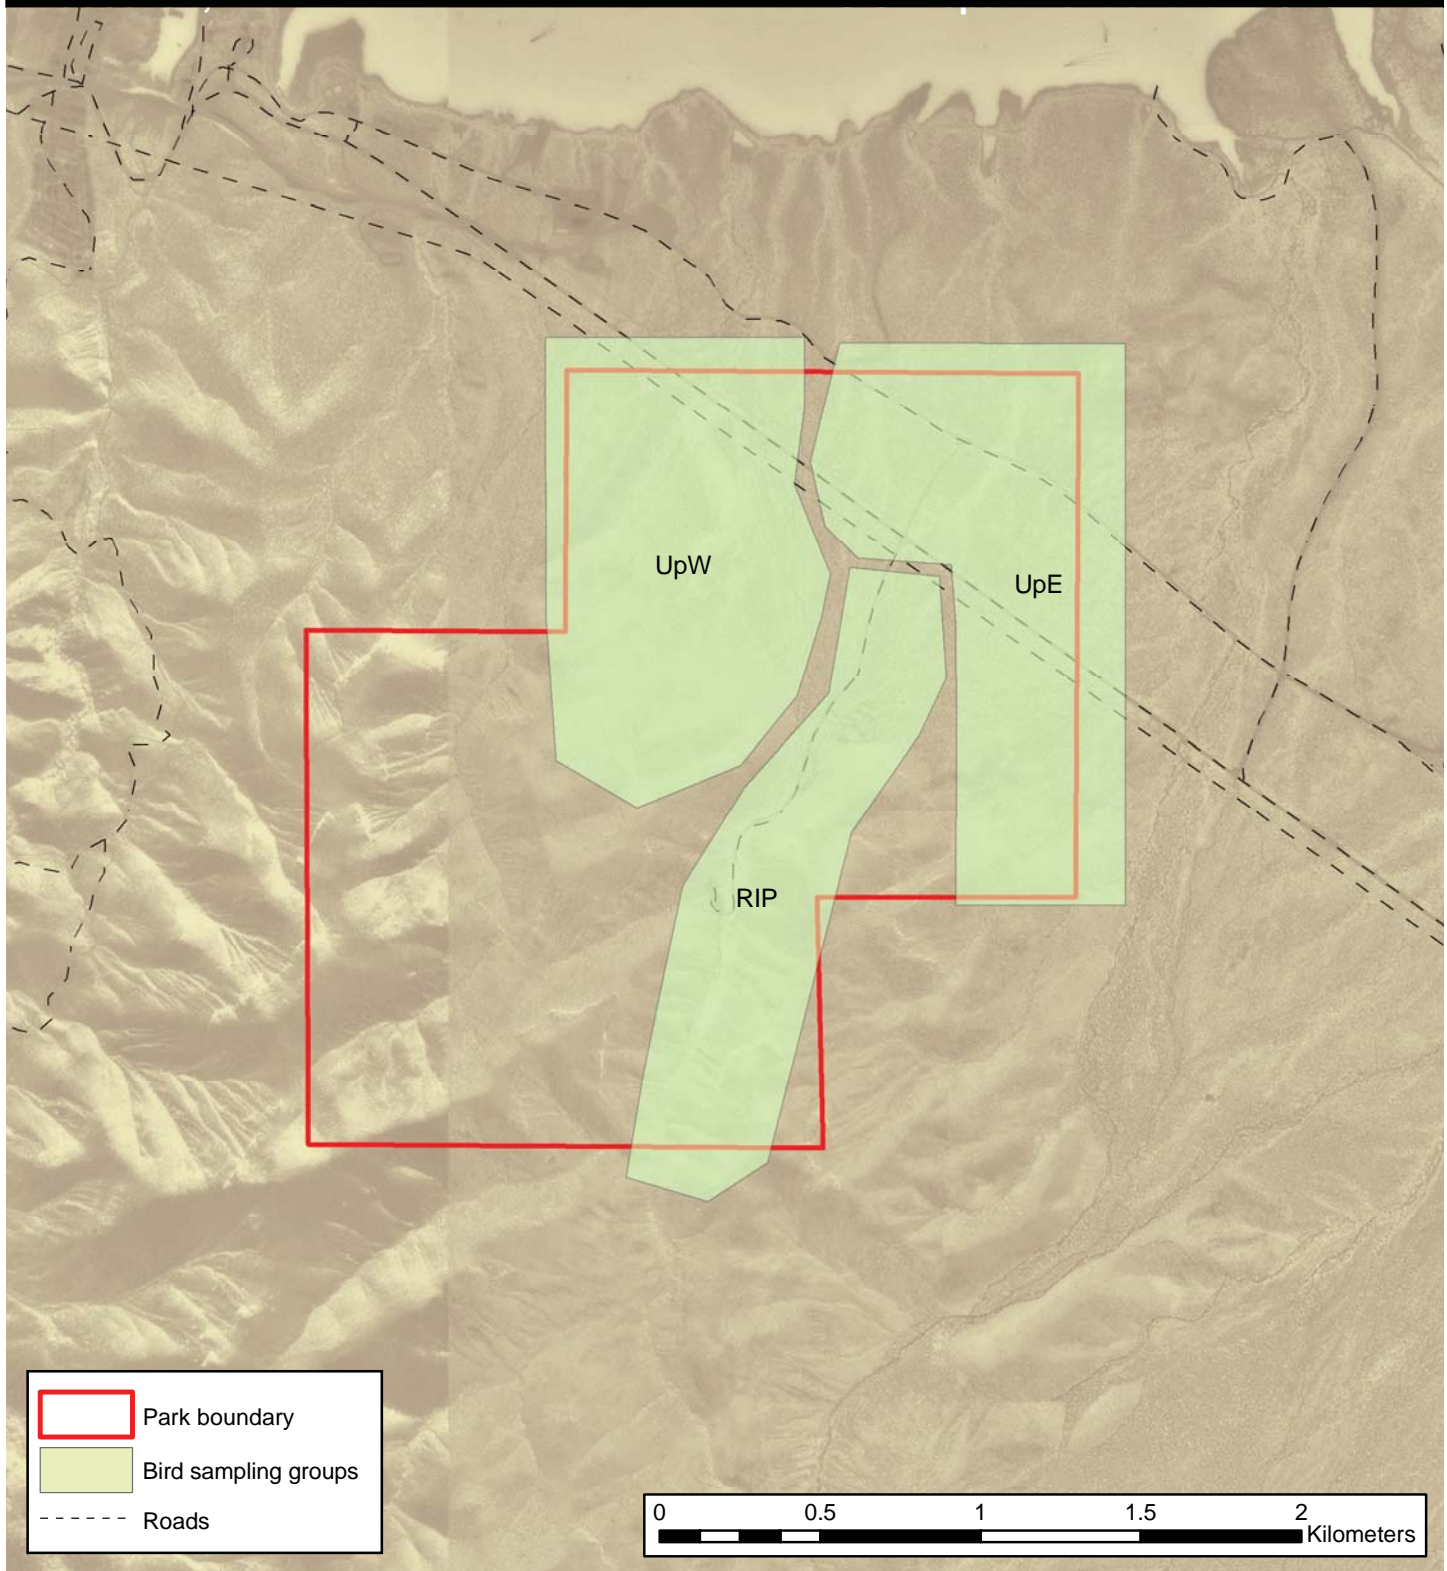 UpW
UpE
RIP
Park boundary
Bird sampling groups
Roads
0 0.5 1 1.5 2
Kilometers